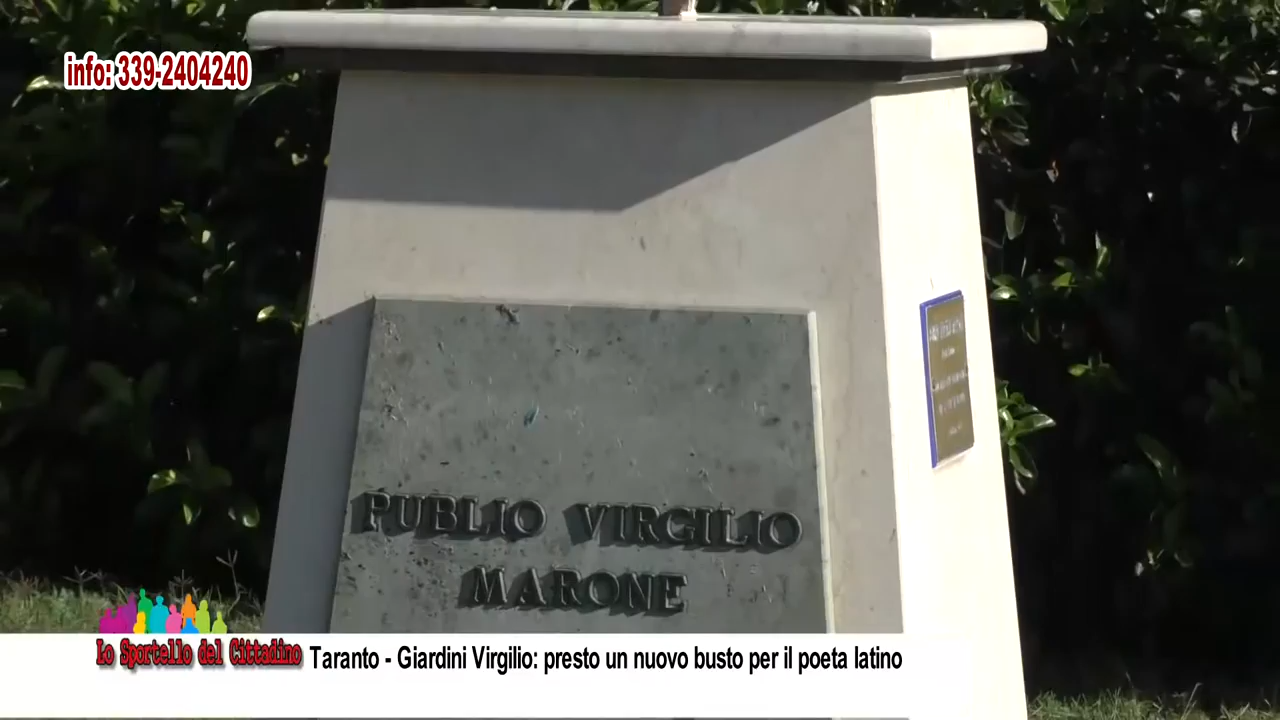 info: 339-2404240
PUBLIO VIRGILIO
MARONE
Lo Sportello del Cittadino
Taranto - Giardini Virgilio: presto un nuovo busto per il poeta latino